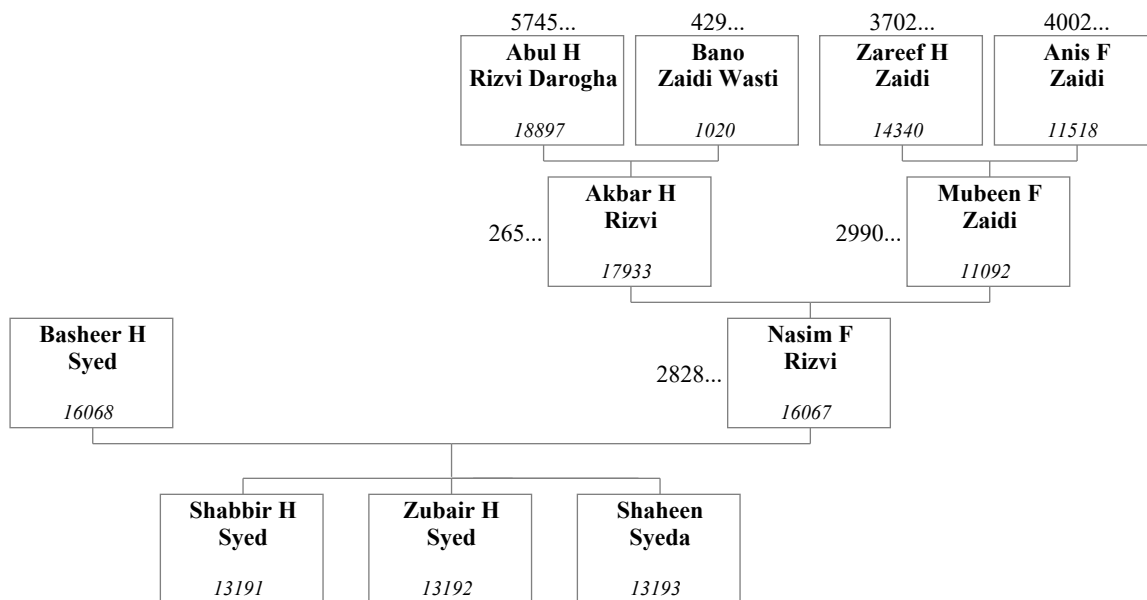 5745... 429... 3702... 4002...
Abul H
Rizvi Darogha
18897
Bano
Zaidi Wasti
1020
Zareef H
Zaidi
14340
Anis F
Zaidi
11518
265...
Akbar H
Rizvi
17933
2990...
Mubeen F
Zaidi
11092
Basheer H
Syed
16068
2828...
Nasim F
Rizvi
16067
Shabbir H
Syed
13191
Zubair H
Syed
13192
Shaheen
Syeda
13193